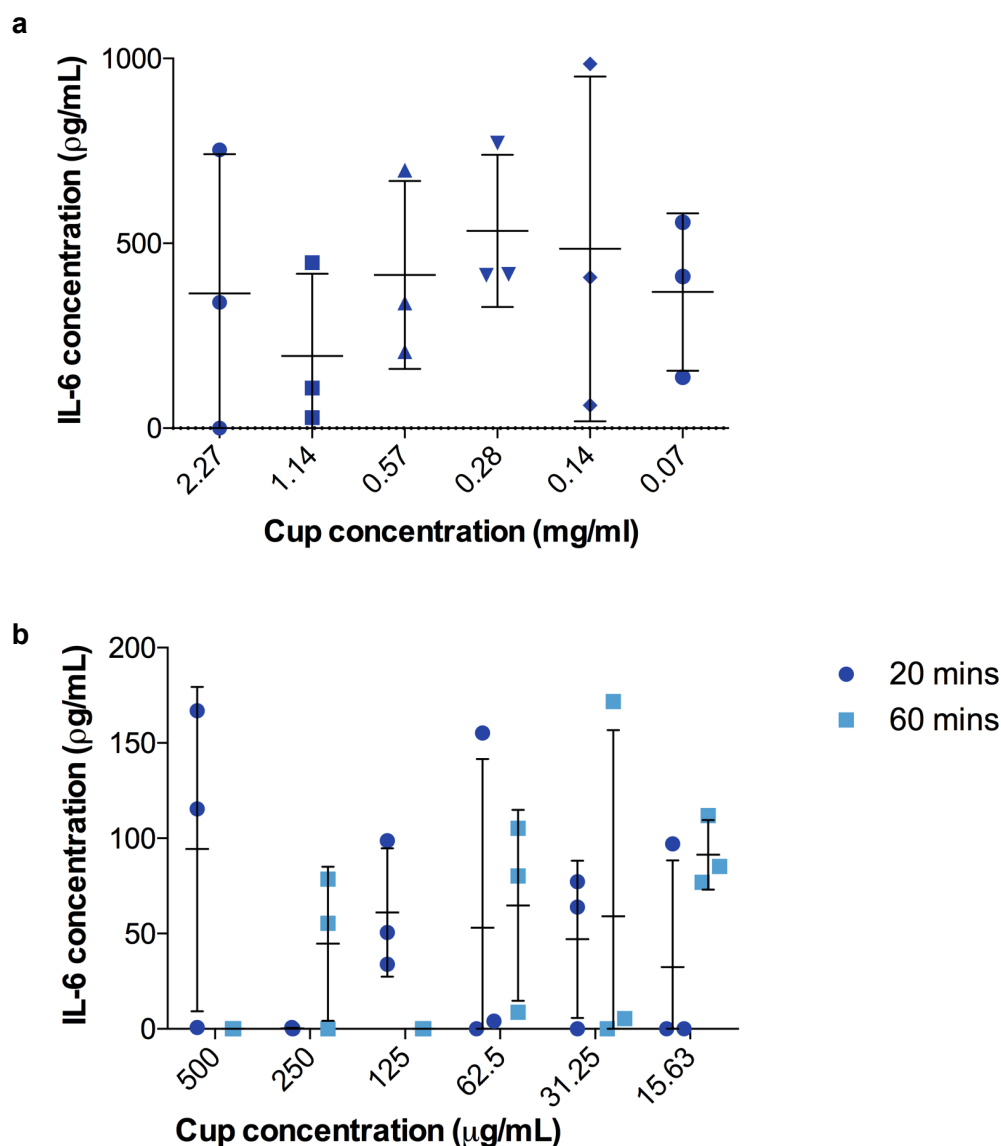 a
IL-6 concentration (ρg/mL)
1000
500
0
2.27
1.14
0.57
0.28
0.14
0.07
Cup concentration (mg/ml)
b
IL-6 concentration (ρg/mL)
200
150
100
50
0
500
250
125
62.5
31.25
15.63
Cup concentration (μg/mL)
20 mins
60 mins